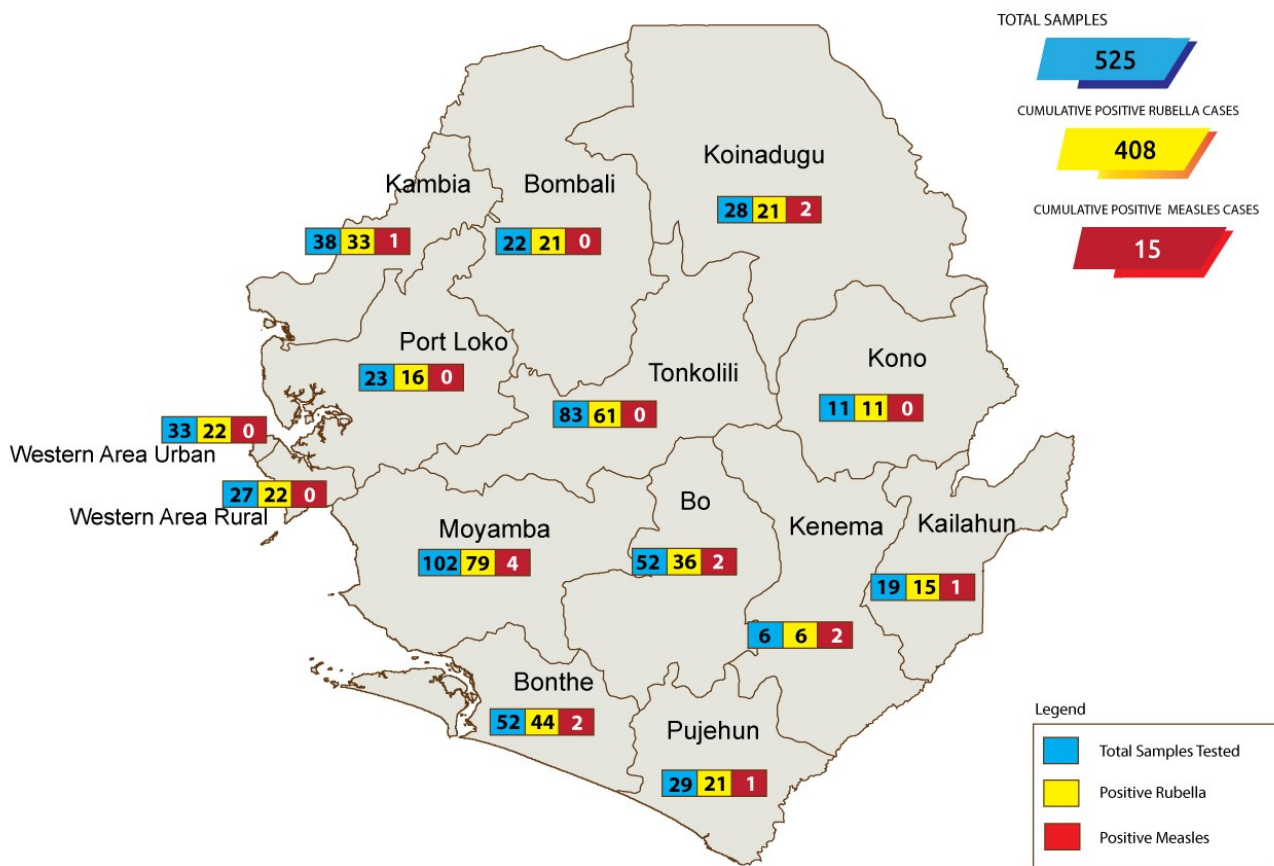 TOTAL SAMPLES
525
CUMULATIVE POSITIVE RUBELLA CASES
408
CUMULATIVE POSITIVE MEASLES CASES
15
Koinadugu
28 21 2
Kambia
38 33 1
Bombali
22 21 0
Port Loko
23 16 0
Tonkolili
83 61 0
Kono
11 11 0
33 22 0
Western Area Urban
27 22 0
Western Area Rural
Moyamba
102 79 4
Bo
52 36 2
Kenema
6 6 2
Kailahun
19 15 1
Bonthe
52 44 2
Pujehun
29 21 1
Legend
Total Samples Tested
Positive Rubella
Positive Measles